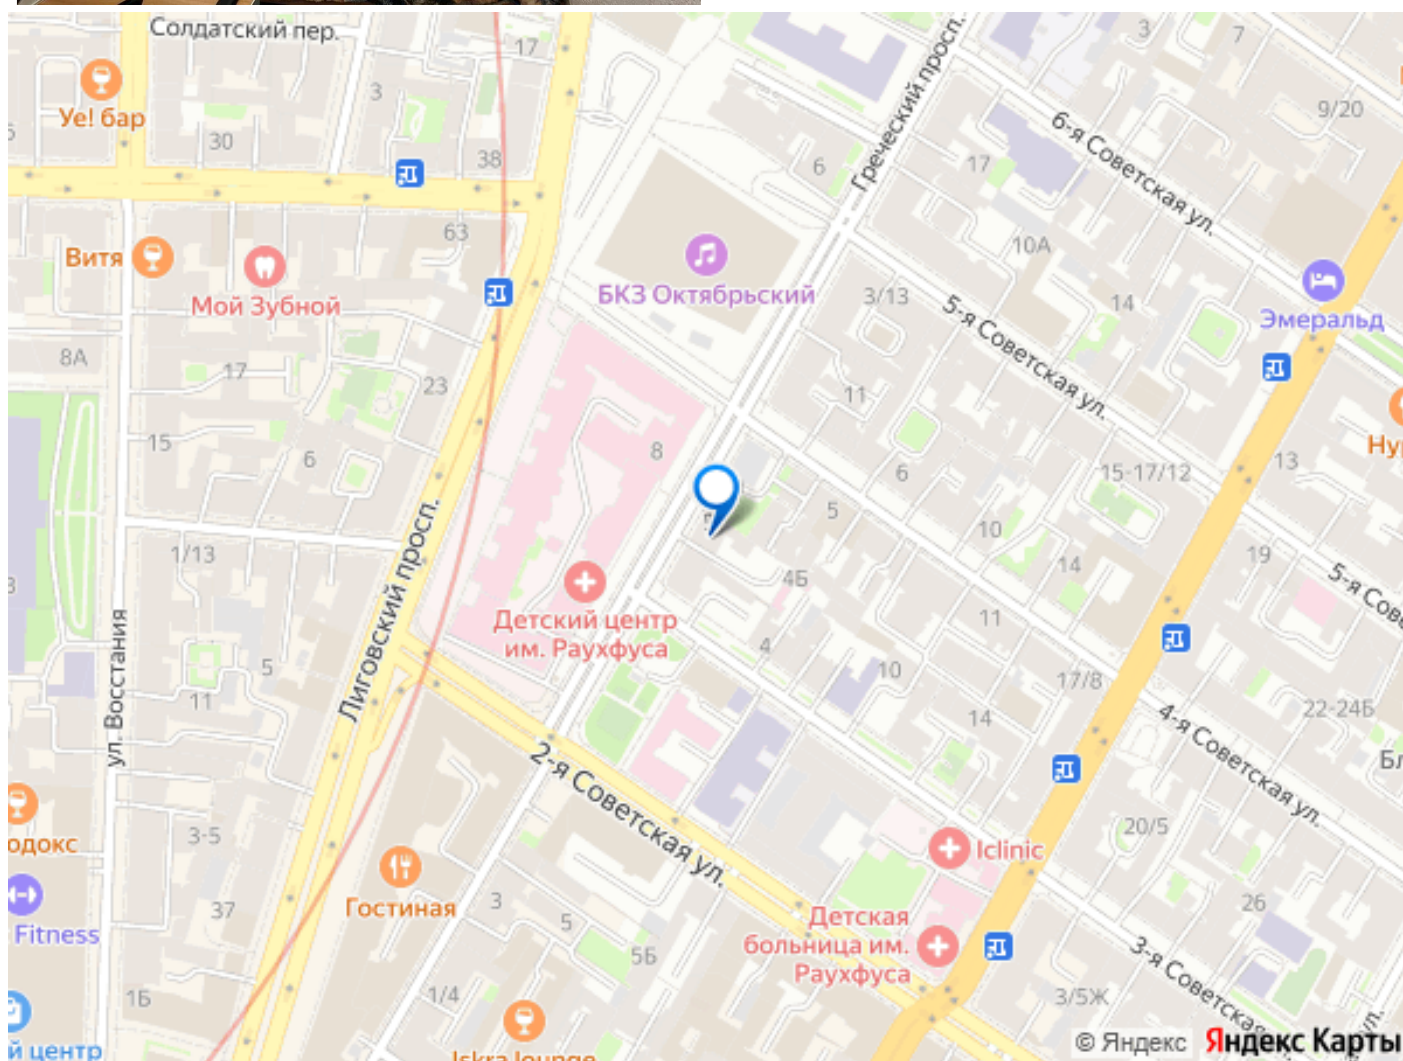 Солдатский пер.
17
3
7
3
Уе! бар
30
38
6
17
9/20
6-я Советская ул.
Греческий просп.
63
Витя
Мой Зубной
БКЗ Октябрьский
10А
3/13
14
5-я Советская ул.
Эмеральд
8А
17
23
11
15
6
8
6
15-17/12
13
Лиговский просп.
1/13
5
10
14
19
4Б
Детский центр
им. Раухфуса
4
11
10
17/8
ул. Восстания
5
11
14
22-24Б
4-я Советская ул.
2-я Советская ул.
3-5
20/5
Iclinic
Гостиная
37
3
5
5Б
Fitness
Детская
больница им.
Раухфуса
26
3-я Советская
1Б
1/4
3/5Ж
Iskra lounge
© Яндекс Яндекс Карты